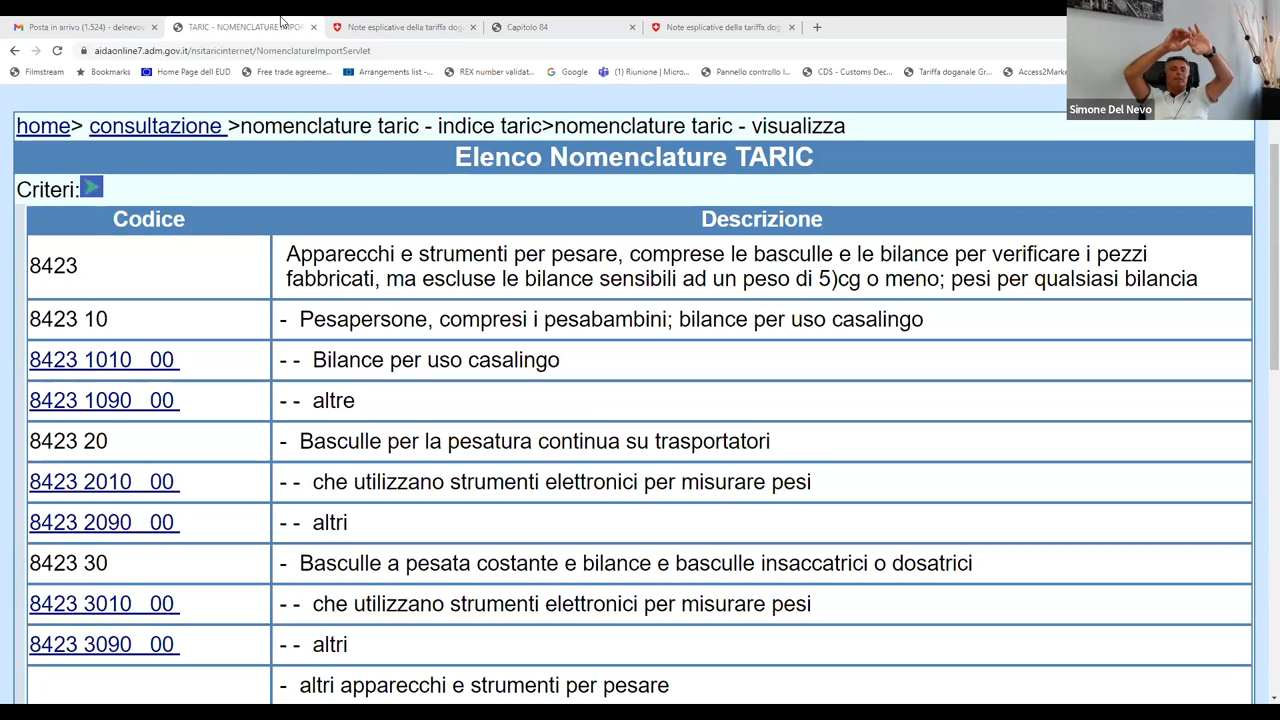 Posta in arrivo (1.524) - delnevos
TARIC - NOMENCLATURE IMPOR
Note esplicative della tariffa dog
Capitolo 84
Note esplicative della tariffa dog
aidaonline7.adm.gov.it/nsitaricinternet/NomenclatureImportServlet
Filmstream
Bookmarks
Home Page dell EUD
Free trade agreeme...
Arrangements list -...
REX number validat...
Google
(1) Riunione | Micro...
Pannello controllo I...
CDS - Customs Dec...
Tariffa doganale Gr...
Access2Market
Simone Del Nevo
home> consultazione >nomenclature taric - indice taric>nomenclature taric - visualizza
Elenco Nomenclature TARIC
Criteri:
Codice Descrizione
8423 Apparecchi e strumenti per pesare, comprese le basculle e le bilance per verificare i pezzi
fabbricati, ma escluse le bilance sensibili ad un peso di 5)cg o meno; pesi per qualsiasi bilancia
8423 10 - Pesapersone, compresi i pesabambini; bilance per uso casalingo
8423 1010 00 - - Bilance per uso casalingo
8423 1090 00 - - altre
8423 20 - Basculle per la pesatura continua su trasportatori
8423 2010 00 - - che utilizzano strumenti elettronici per misurare pesi
8423 2090 00 - - altri
8423 30 - Basculle a pesata costante e bilance e basculle insaccatrici o dosatrici
8423 3010 00 - - che utilizzano strumenti elettronici per misurare pesi
8423 3090 00 - - altri
- altri apparecchi e strumenti per pesare